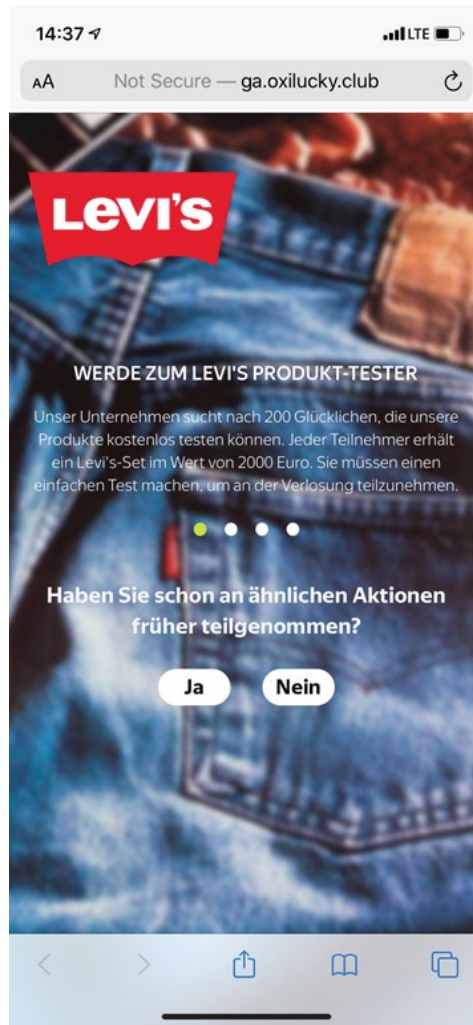 14:37
LTE
AA
Not Secure — ga.oxilucky.club
Levi's
WERDE ZUM LEVI'S PRODUKT-TESTER
Unser Unternehmen sucht nach 200 Glücklichen, die unsere
Produkte kostenlos testen können. Jeder Teilnehmer erhält
ein Levi's-Set im Wert von 2000 Euro. Sie müssen einen
einfachen Test machen, um an der Verlosung teilzunehmen.
Haben Sie schon an ähnlichen Aktionen
früher teilgenommen?
Ja
Nein